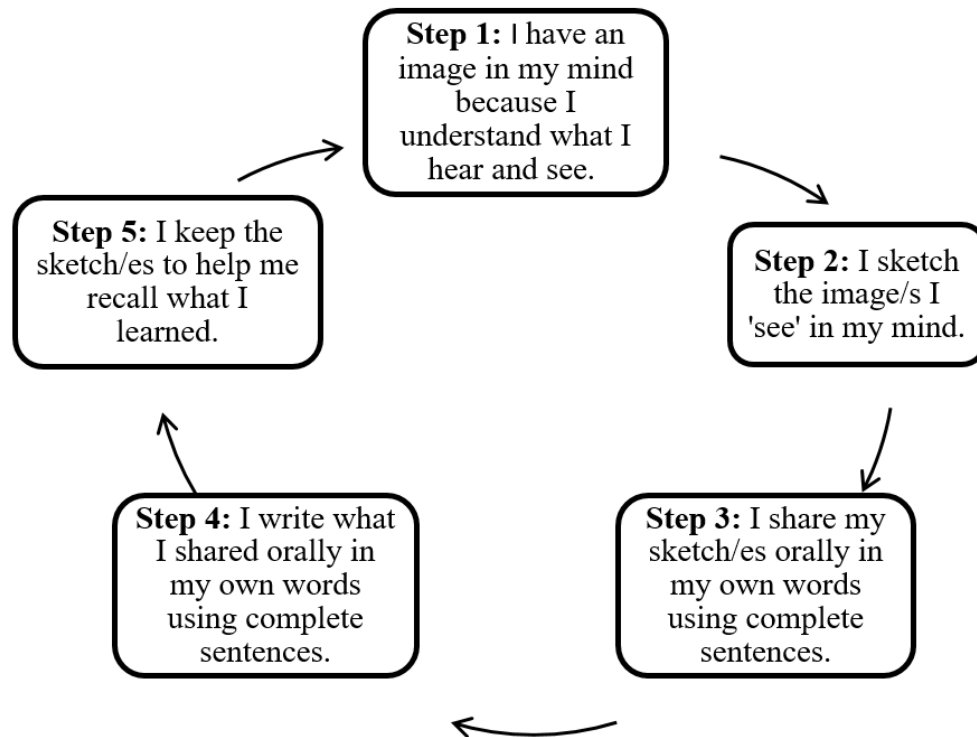 Step 1: I have an
image in my mind
because I
understand what I
hear and see.
Step 2: I sketch
the image/s I
'see' in my mind.
Step 3: I share my
sketch/es orally in
my own words
using complete
sentences.
Step 4: I write what
I shared orally in
my own words
using complete
sentences.
Step 5: I keep the
sketch/es to help me
recall what I
learned.